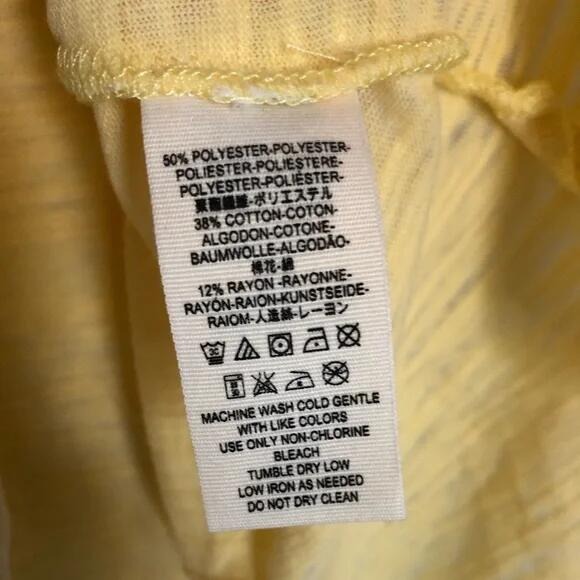 50% POLYESTER-POLYESTER-
POLIESTER-POLIESTERE-
POLYESTER-POLIÉSTER-
聚酯纖維-ポリエステル
38% COTTON-COTON-
ALGODON-COTONE-
BAUMWOLLE-ALGODÃO-
棉花-綿
12% RAYON -RAYONNE-
RAYÓN-RAION-KUNSTSEIDE-
RAIOM-人造絲-レーヨン
MACHINE WASH COLD GENTLE
WITH LIKE COLORS
USE ONLY NON-CHLORINE
BLEACH
TUMBLE DRY LOW
LOW IRON AS NEEDED
DO NOT DRY CLEAN